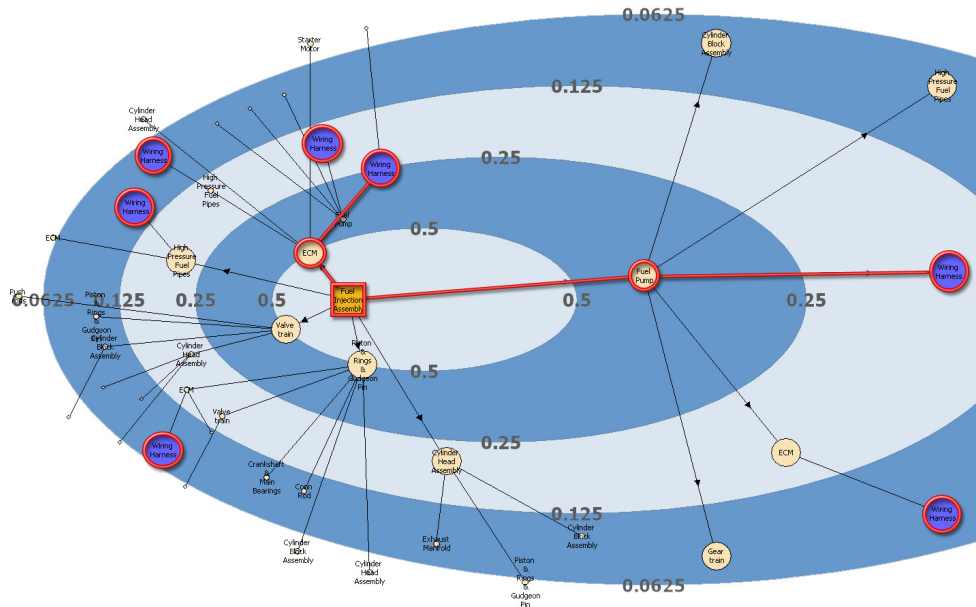 0.0625
Starter
Motor
Cylinder
Block
Assembly
High
Pressure
Fuel
Pipes
0.125
Cylinder
Head
Assembly
Wiring
Harness
Wiring
Harness
0.25
Wiring
Harness
High
Pressure
Fuel
Pipes
Wiring
Harness
Fuel
Pump
0.5
ECM
High
Pressure
Fuel
Pipes
ECM
Fuel
Pump
Wiring
Harness
Push
Rods
0.0625
0.125
0.25
0.5
Fuel
Injection
Assembly
0.5
0.25
Piston
&
Rings
&
Gudgeon
Pin
Valve
train
Cylinder
Block
Assembly
Cylinder
Head
Assembly
Piston
&
Rings
&
Gudgeon
Pin
0.5
ECM
Valve
train
0.25
Wiring
Harness
Cylinder
Head
Assembly
ECM
Crankshaft
&
Main
Bearings
Conn
Rod
0.125
Wiring
Harness
Cylinder
Block
Assembly
Exhaust
Manifold
Cylinder
Block
Assembly
Gear
train
Cylinder
Head
Assembly
Piston
&
Rings
&
Gudgeon
Pin
0.0625